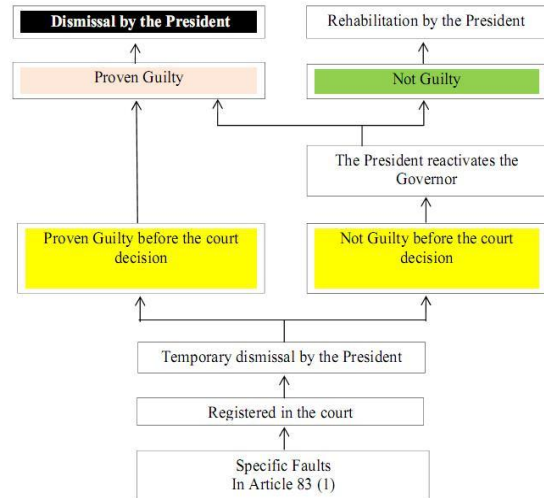 Dismissal by the President
Rehabilitation by the President
Proven Guilty
Not Guilty
The President reactivates the
Governor
Proven Guilty before the court
decision
Not Guilty before the court
decision
Temporary dismissal by the President
Registered in the court
Specific Faults
In Article 83 (1)